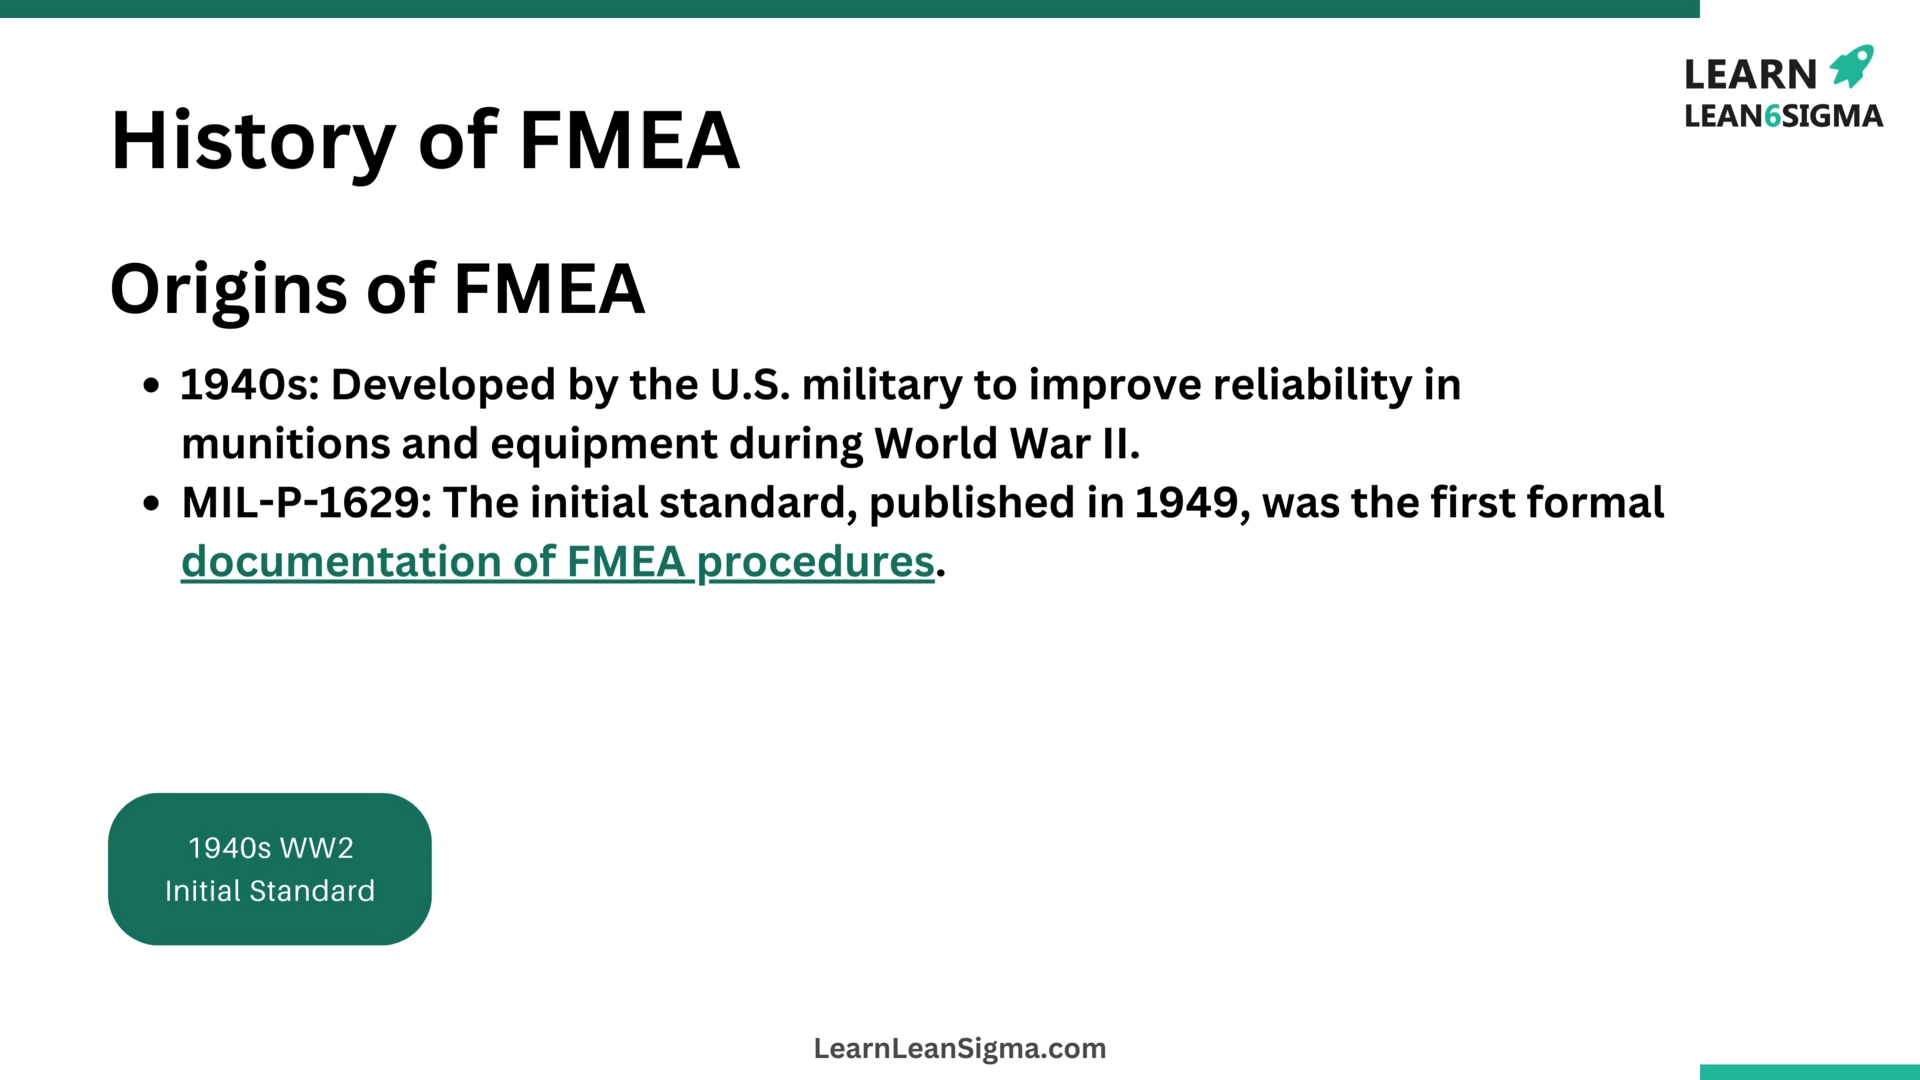 LEARN
LEAN6SIGMA
History of FMEA
Origins of FMEA
• 1940s: Developed by the U.S. military to improve reliability in
munitions and equipment during World War II.
• MIL-P-1629: The initial standard, published in 1949, was the first formal
documentation of FMEA procedures.
1940s WW2
Initial Standard
LearnLeanSigma.com